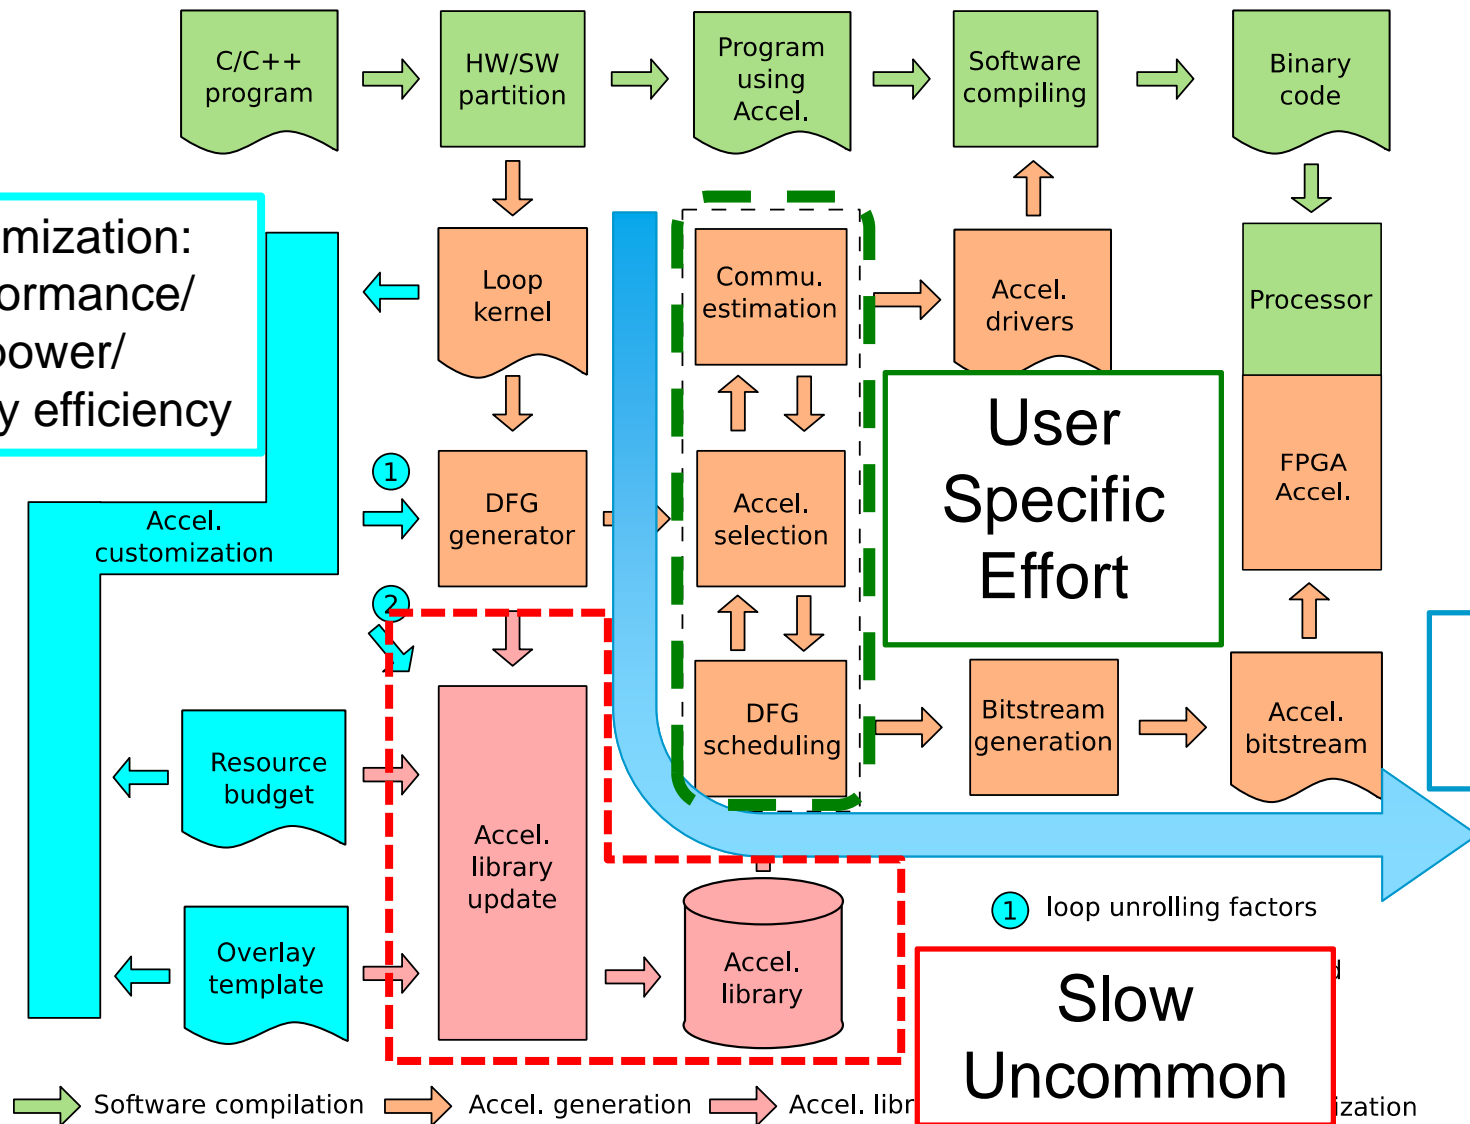 C/C++
program
HW/SW
partition
Program
using
Accel.
Software
compiling
Binary
code
mization:
ormance/
power/
y efficiency
Loop
kernel
Commu.
estimation
Accel.
drivers
Processor
FPGA
Accel.
User
Specific
Effort
1
DFG
generator
Accel.
selection
Accel.
customization
2
DFG
scheduling
Bitstream
generation
Accel.
bitstream
Resource
budget
Accel.
library
update
Overlay
template
Accel.
library
1 loop unrolling factors
d
Slow
Uncommon
Software compilation
Accel. generation
Accel. libr
ization